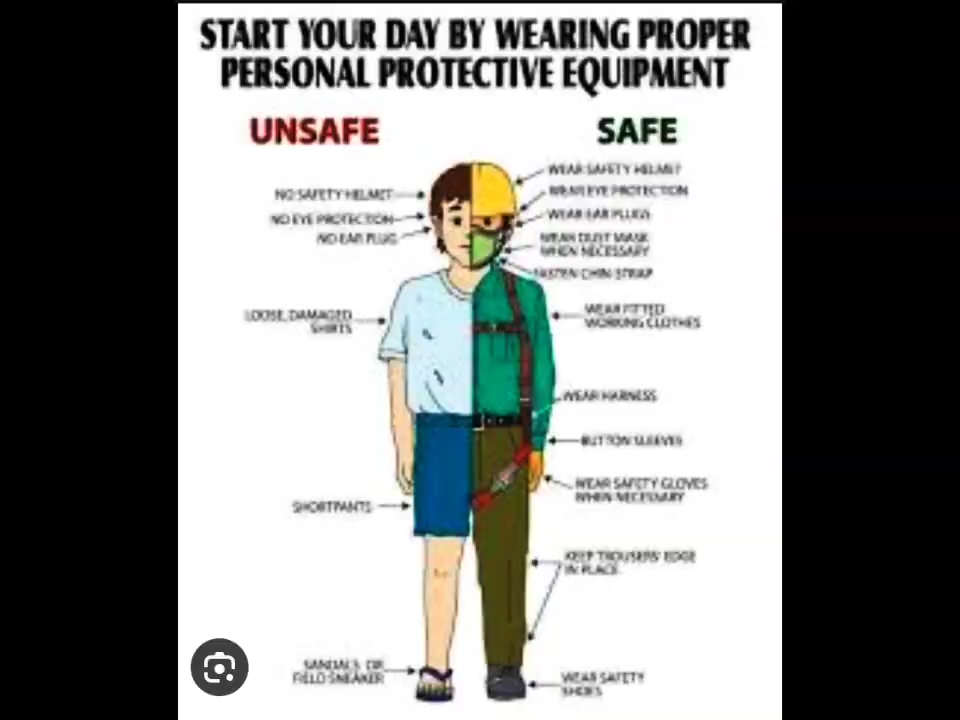 START YOUR DAY BY WEARING PROPER
PERSONAL PROTECTIVE EQUIPMENT
UNSAFE
SAFE
NO SAFETY HELMET
NO EYE PROTECTION
NO EAR PLUG
LOOSE, DAMAGED
SHIRTS
SHORTPANTS
SANDALS OR
FIELD SNEAKER
WEAR SAFETY HELMET
WEAR EYE PROTECTION
WEAR EAR PLUGS
WEAR DUST MASK
WHEN NECESSARY
FASTEN CHIN STRAP
WEAR FITTED
WORKING CLOTHES
WEAR HARNESS
BUTTON SLEEVES
WEAR SAFETY GLOVES
WHEN NECESSARY
KEEP TROUSERS' EDGE
IN PLACE
WEAR SAFETY
SHOES